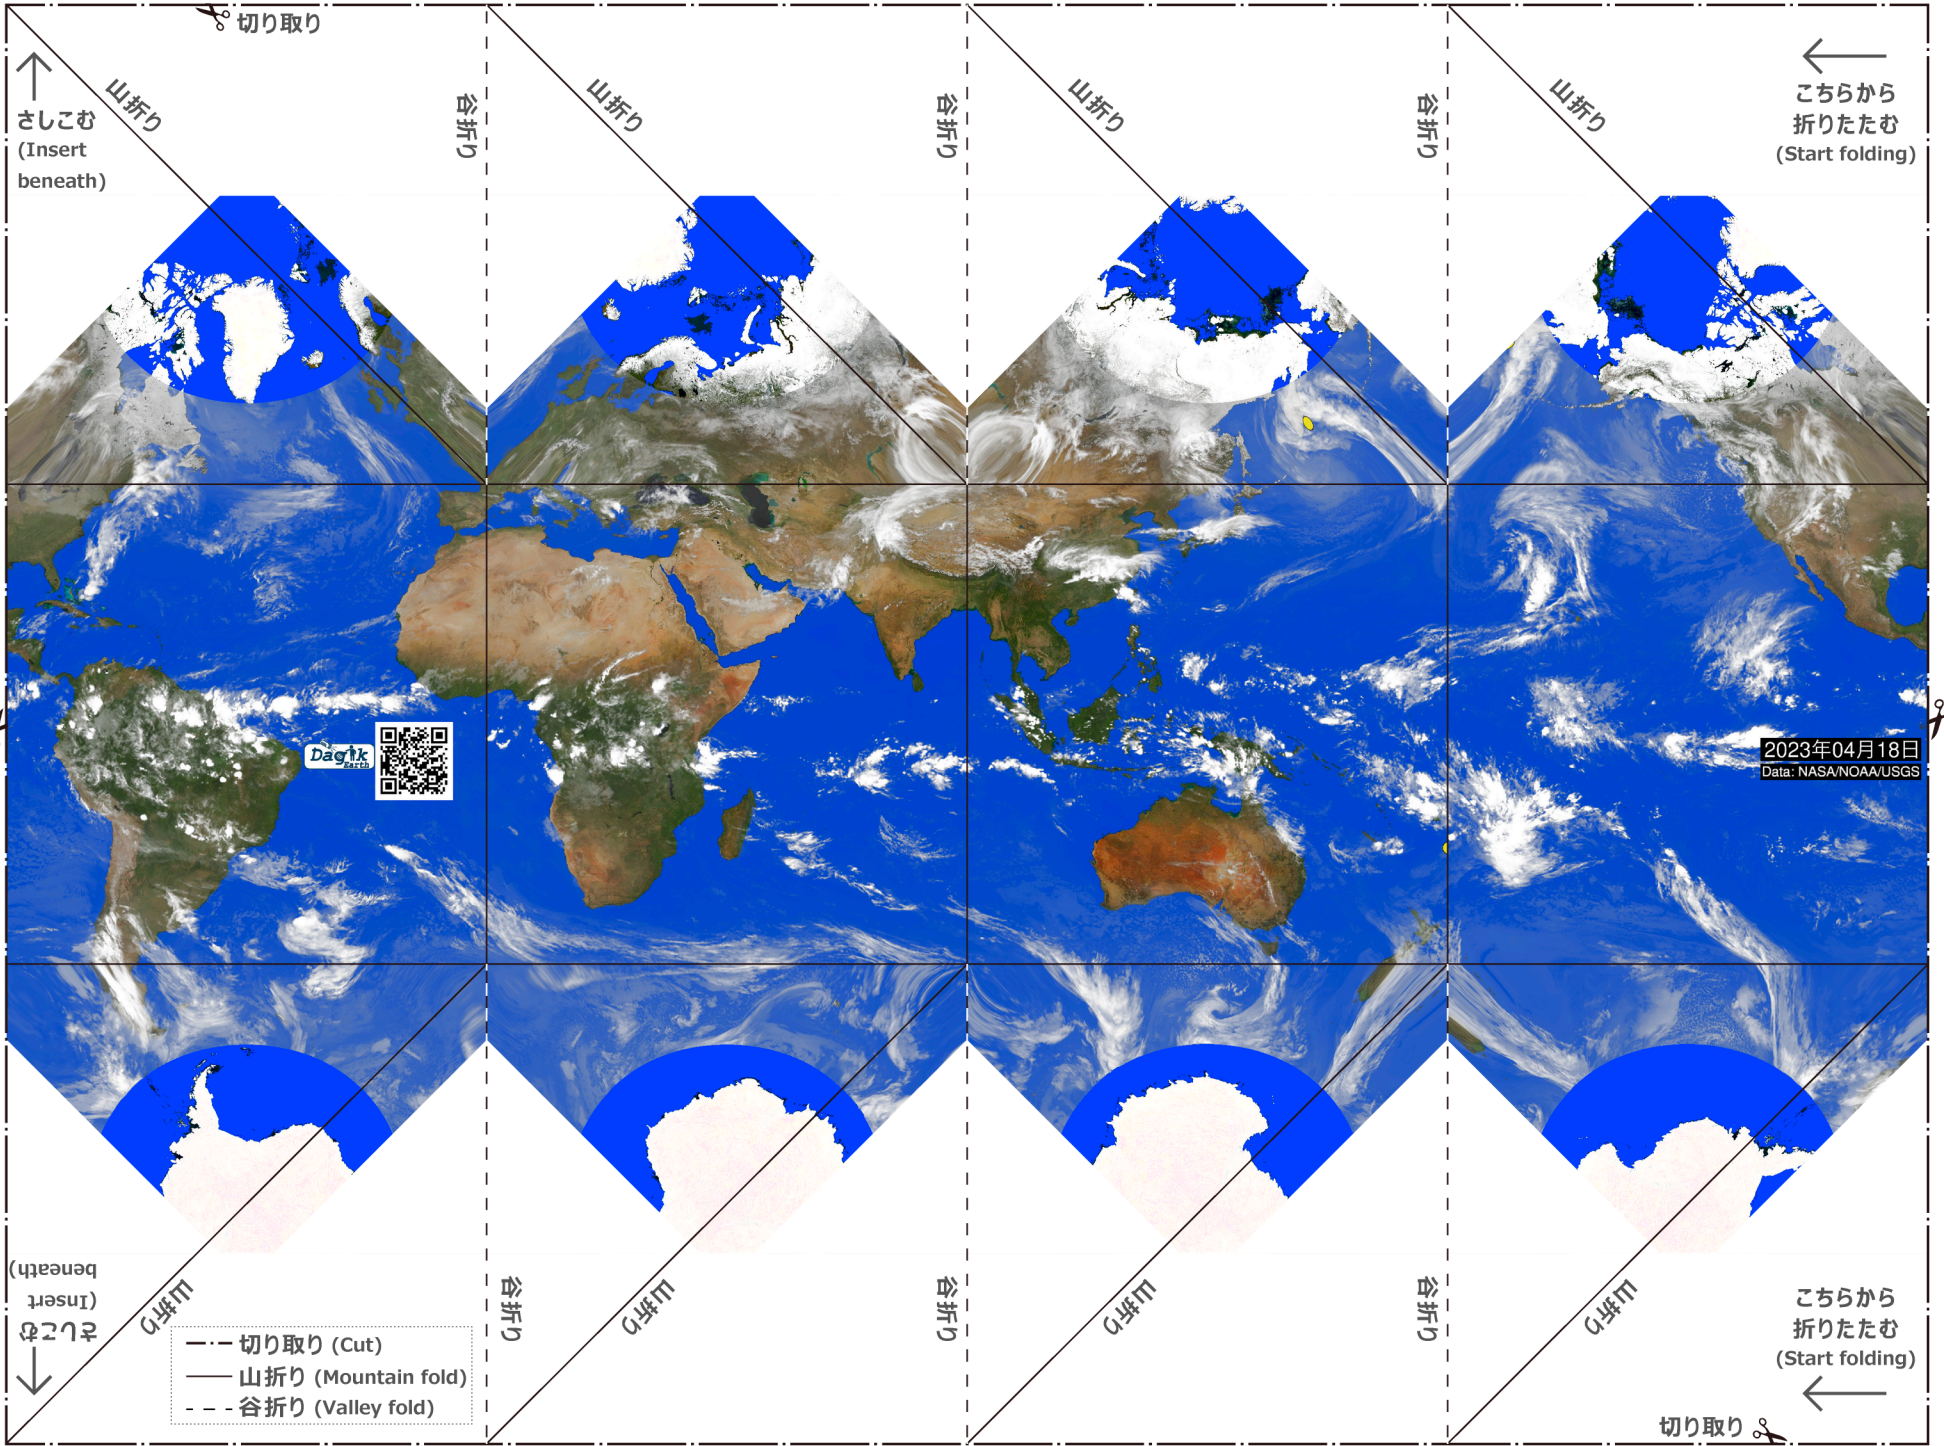 切り取り
山折り
谷折り
山折り
谷折り
山折り
谷折り
山折り
こちらから
折りたたむ
(Start folding)
さしこむ
(Insert
beneath)
Dagik
Earth
2023年04月18日
Data: NASA/NOAA/USGS
さしこむ
(Insert
beneath)
山折り
谷折り
山折り
谷折り
山折り
谷折り
山折り
こちらから
折りたたむ
(Start folding)
切り取り (Cut)
山折り (Mountain fold)
谷折り (Valley fold)
切り取り